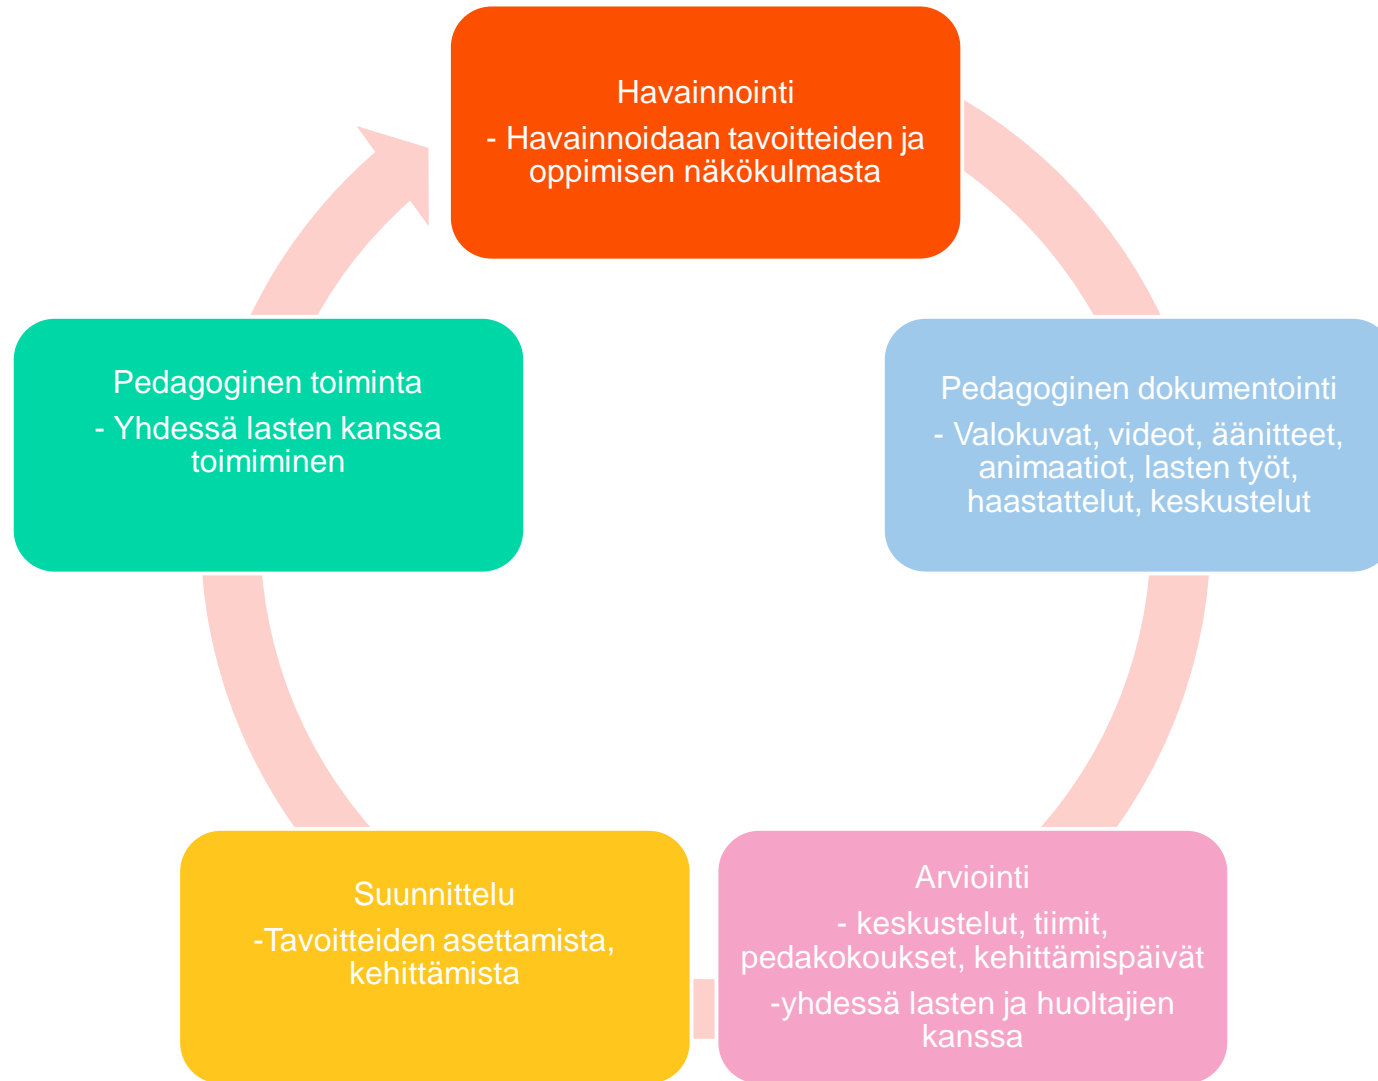 Havainnointi
- Havainnoidaan tavoitteiden ja
oppimisen näkökulmasta
Pedagoginen dokumentointi
- Valokuvat, videot, äänitteet,
animaatiot, lasten työt,
haastattelut, keskustelut
Arviointi
- keskustelut, tiimit,
pedakokoukset, kehittämispäivät
-yhdessä lasten ja huoltajien
kanssa
Suunnittelu
-Tavoitteiden asettamista,
kehittämista
Pedagoginen toiminta
- Yhdessä lasten kanssa
toimiminen